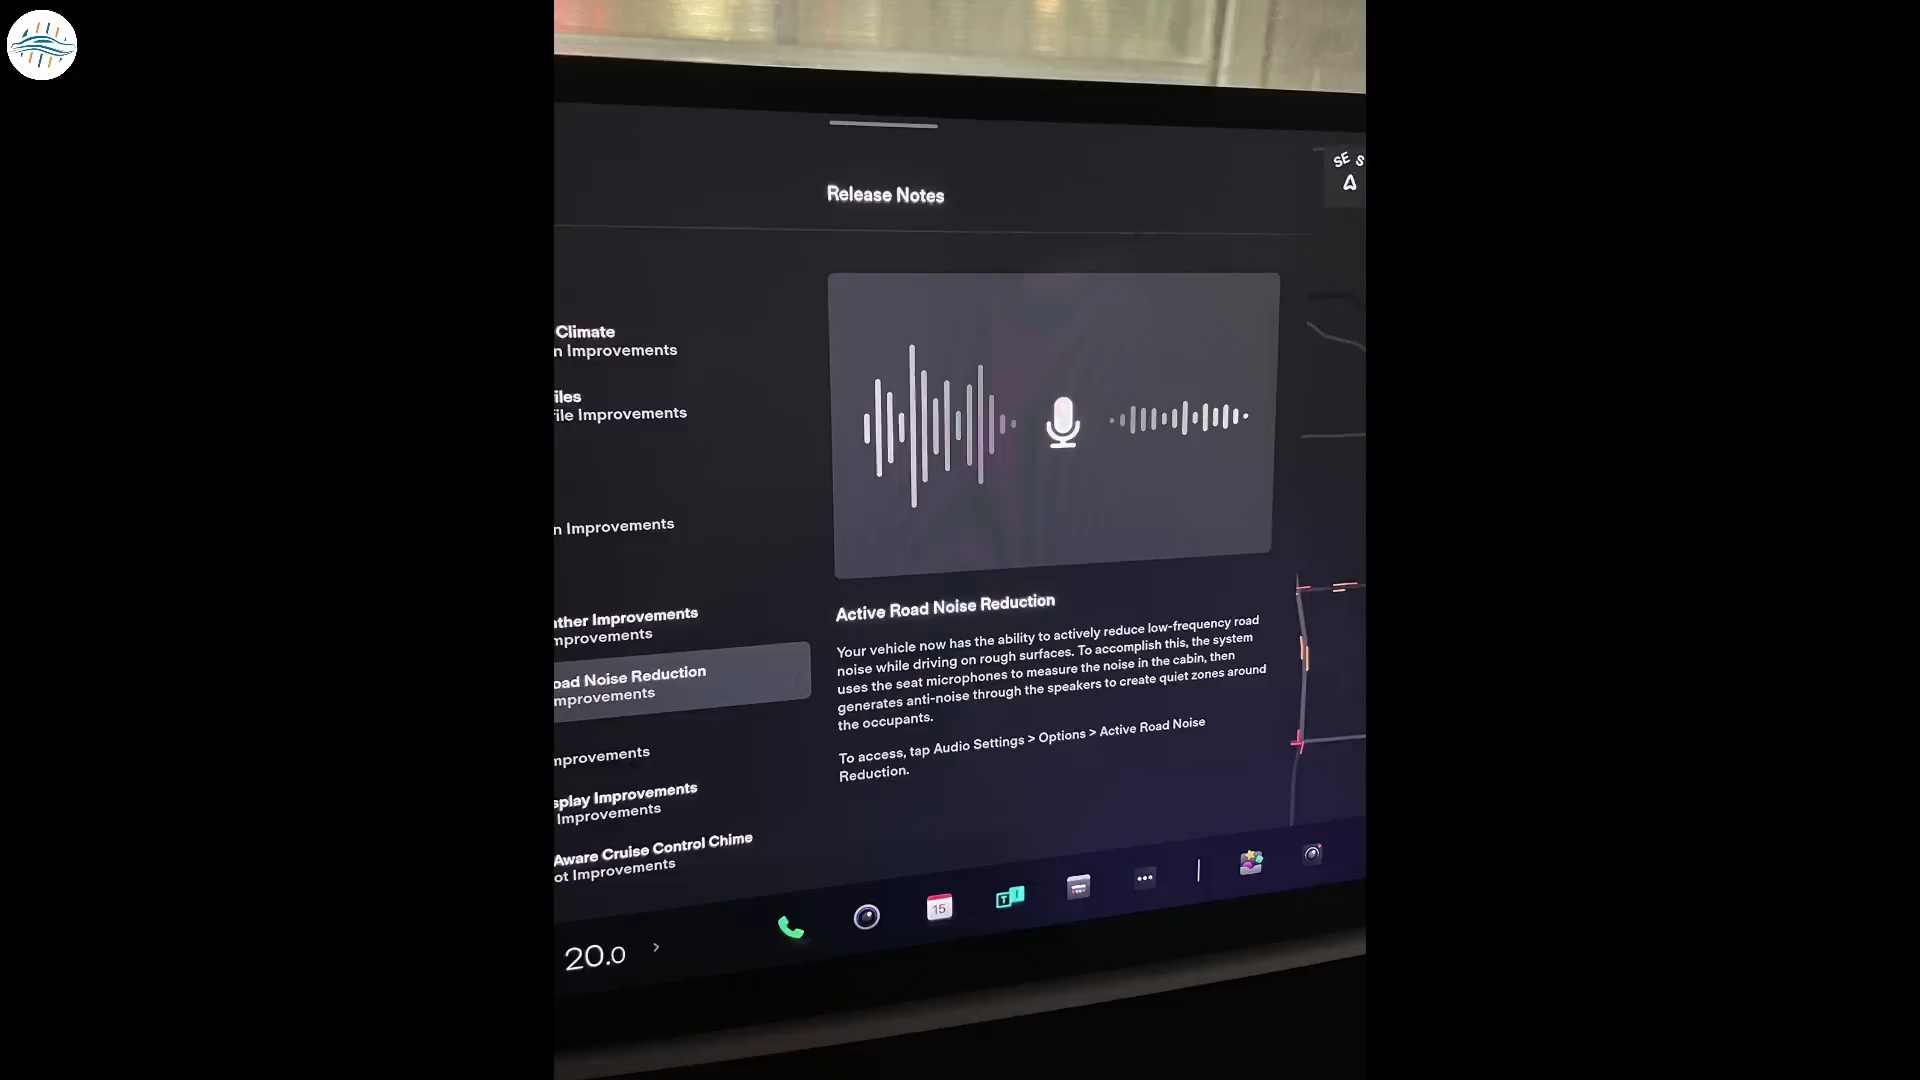 SE S
Release Notes
Climate
n Improvements
iles
file Improvements
n Improvements
ather Improvements
mprovements
oad Noise Reduction
mprovements
mprovements
splay Improvements
Improvements
Aware Cruise Control Chime
ot Improvements
Active Road Noise Reduction
Your vehicle now has the ability to actively reduce low-frequency road
noise while driving on rough surfaces. To accomplish this, the system
uses the seat microphones to measure the noise in the cabin, then
generates anti-noise through the speakers to create quiet zones around
the occupants.
To access, tap Audio Settings > Options > Active Road Noise
Reduction.
15
T I
20.0 >